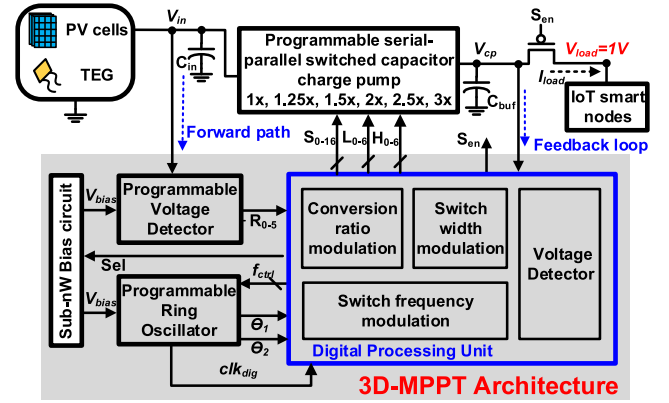 PV cells
TEG
V_in
C_in
Programmable serial-
parallel switched capacitor
charge pump
1x, 1.25x, 1.5x, 2x, 2.5x, 3x
V_cp
C_buf
S_en
V_load=1V
I_load
IoT smart
nodes
Forward path
S_0-16
L_0-6
H_0-6
S_en
Feedback loop
Sub-nW Bias circuit
V_bias
Programmable
Voltage
Detector
R_0-5
Sel
V_bias
Programmable
Ring
Oscillator
f_ctrl
Θ_1
Θ_2
clk_dig
Conversion
ratio
modulation
Switch
width
modulation
Voltage
Detector
Switch frequency
modulation
Digital Processing Unit
3D-MPPT Architecture